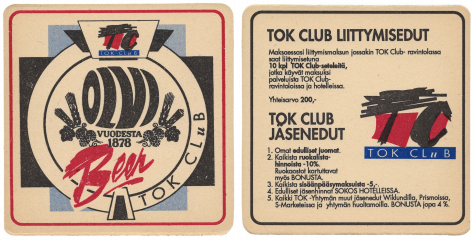 TC
TOK CLUB
OLVI
VUODESTA
1878
Beer
TOK CLuB
TOK CLUB LIITTYMISEDUT
Maksaessasi liittymismaksun jossakin TOK Club- ravintolassa
saat liittymisetuna
10 kpl TOK Club-seteleitä,
jotka käyvät maksuksi
palveluista TOK Club-
ravintoloissa ja hotelleissa.
Yhteisarvo 200,-
TOK CLUB
JÄSENEDUT
1. Omat edulliset juomat.
2. Kaikista ruokalista-
hinnoista -10%.
Ruokaostot kartuttavat
myös BONUSTA.
3. Kaikista sisäänpääsymaksuista -5,-
4. Edulliset jäsenhinnat SOKOS HOTELLEISSA.
5. Kaikki TOK -Yhtymän muut jäsenedut Wiklundilla, Prismoissa,
S-Marketeissa ja yhtymän huoltamoilla. BONUSTA jopa 4 %.
TC
TOK CLuB